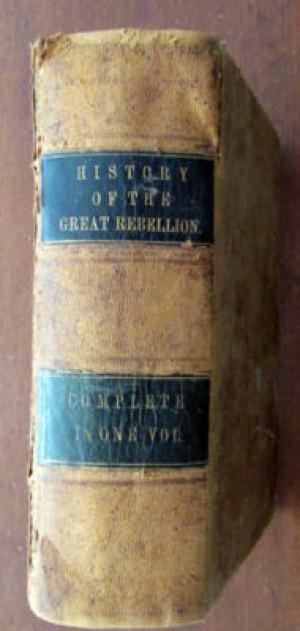 HISTORY
OF THE
GREAT REBELLION.
COMPLETE
IN ONE VOL.